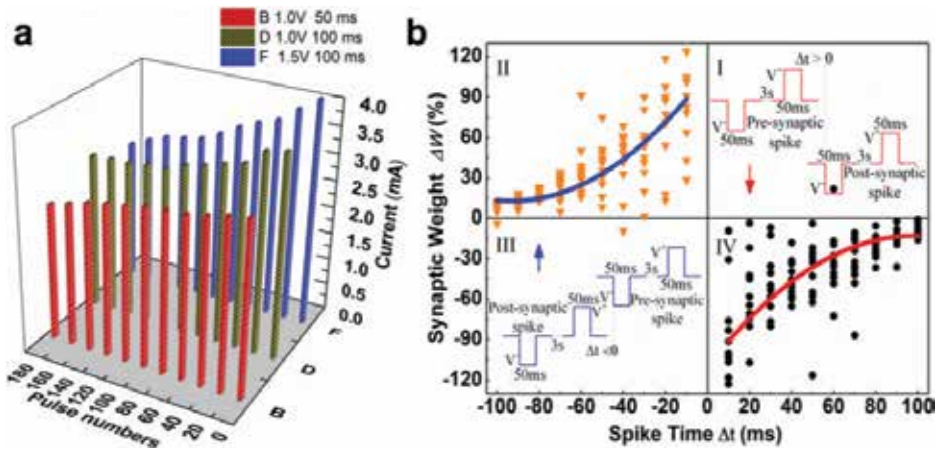 a
B 1.0V 50 ms
D 1.0V 100 ms
F 1.5V 100 ms
4.0
3.5
3.0
2.5
2.0
1.5
1.0
0.5
0.0
Current (mA)
F
D
B
180
160
140
120
100
80
60
40
20
0
Pulse numbers
b
Synaptic Weight ΔW (%)
120
90
60
30
0
-30
-60
-90
-120
II
I
Δt > 0
V
3s
50ms
V
50ms
Pre-synaptic
spike
50ms
50ms
3s
V
Post-synaptic
spike
III
50ms
3s
50ms
V
V
50ms
Pre-synaptic
spike
Post-synaptic
spike
V
3s
Δt <0
50ms
IV
-100 -80 -60 -40 -20 0 20 40 60 80 100
Spike Time Δt (ms)